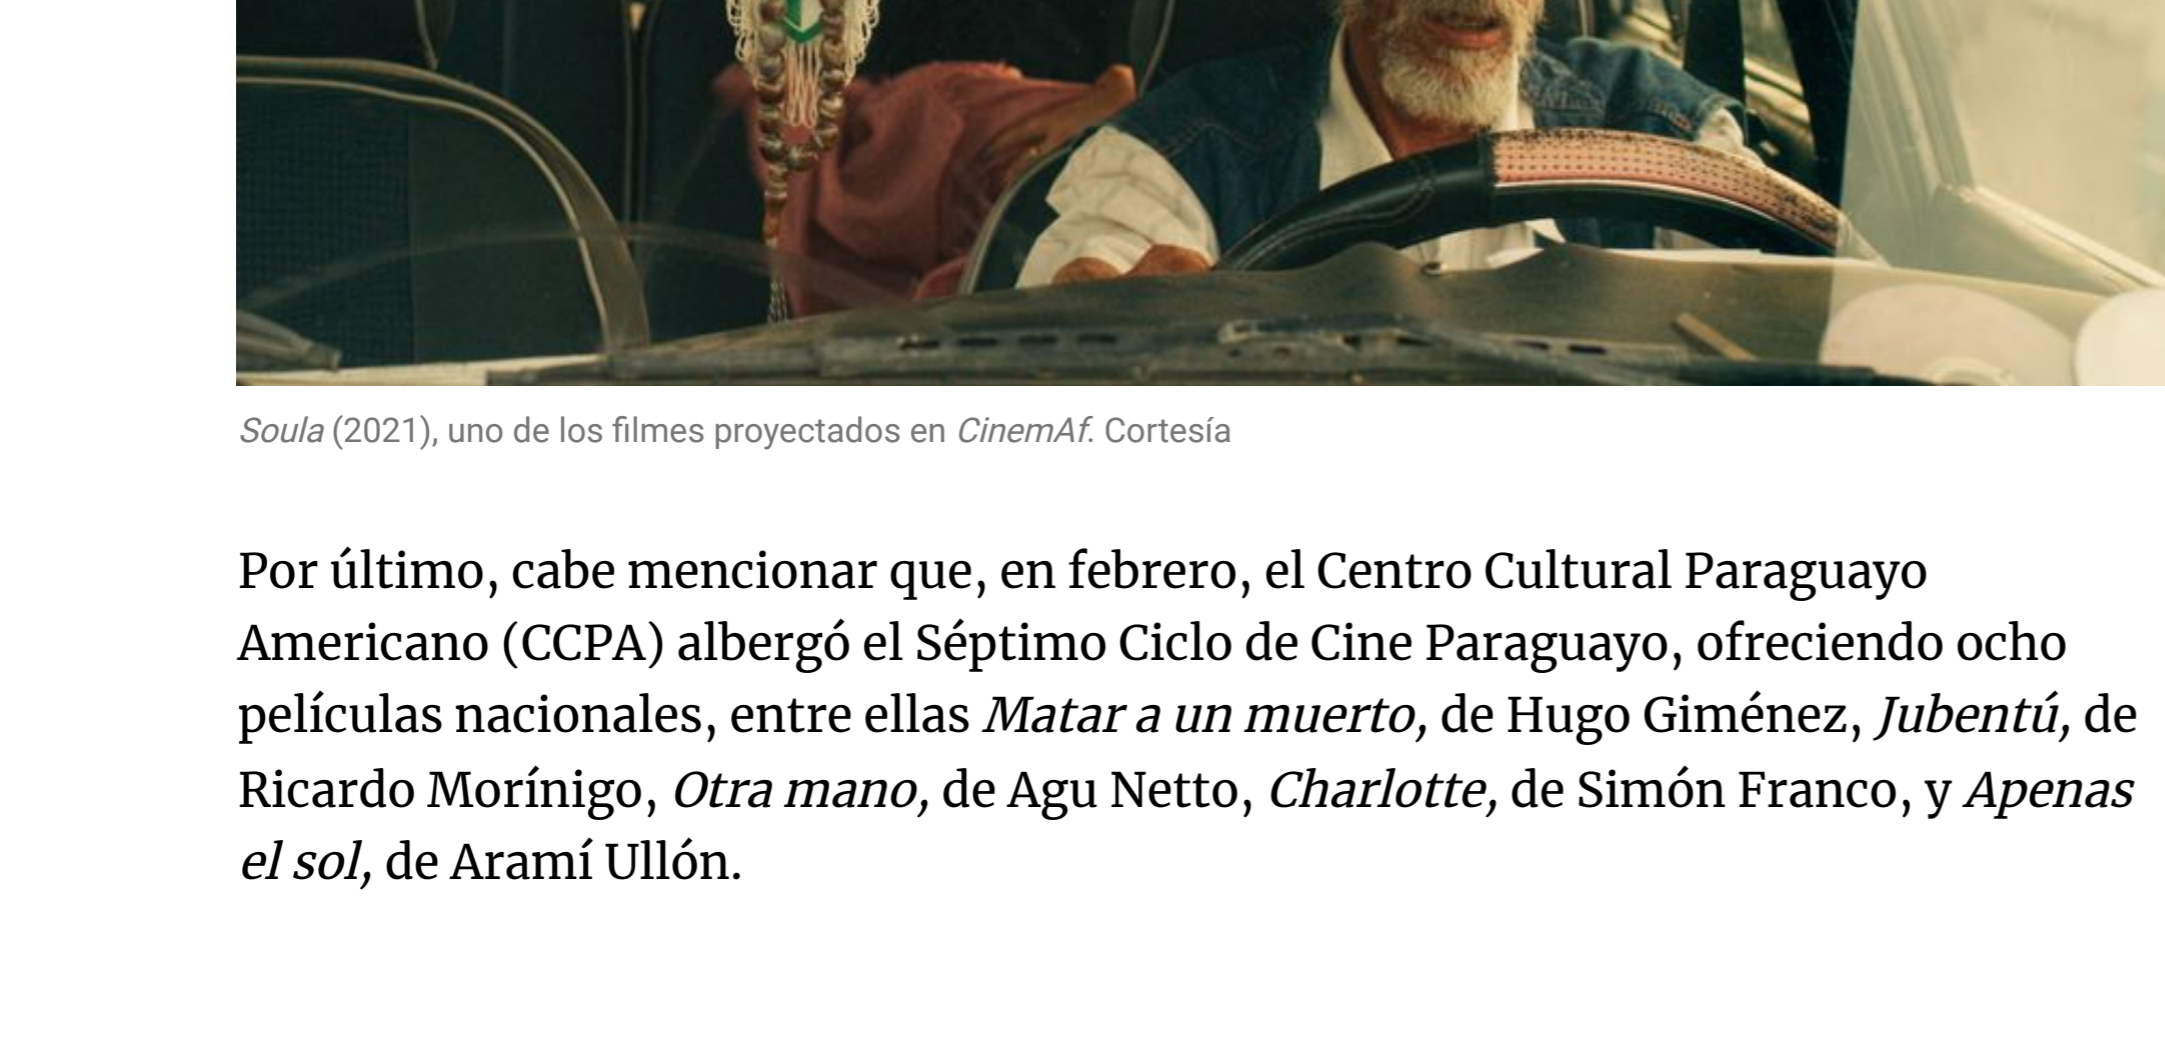 Soula (2021), uno de los filmes proyectados en CinemAf. Cortesía
Por último, cabe mencionar que, en febrero, el Centro Cultural Paraguayo
Americano (CCPA) albergó el Séptimo Ciclo de Cine Paraguayo, ofreciendo ocho
películas nacionales, entre ellas Matar a un muerto, de Hugo Giménez, Jubentú, de
Ricardo Morínigo, Otra mano, de Agu Netto, Charlotte, de Simón Franco, y Apenas
el sol, de Aramí Ullón.